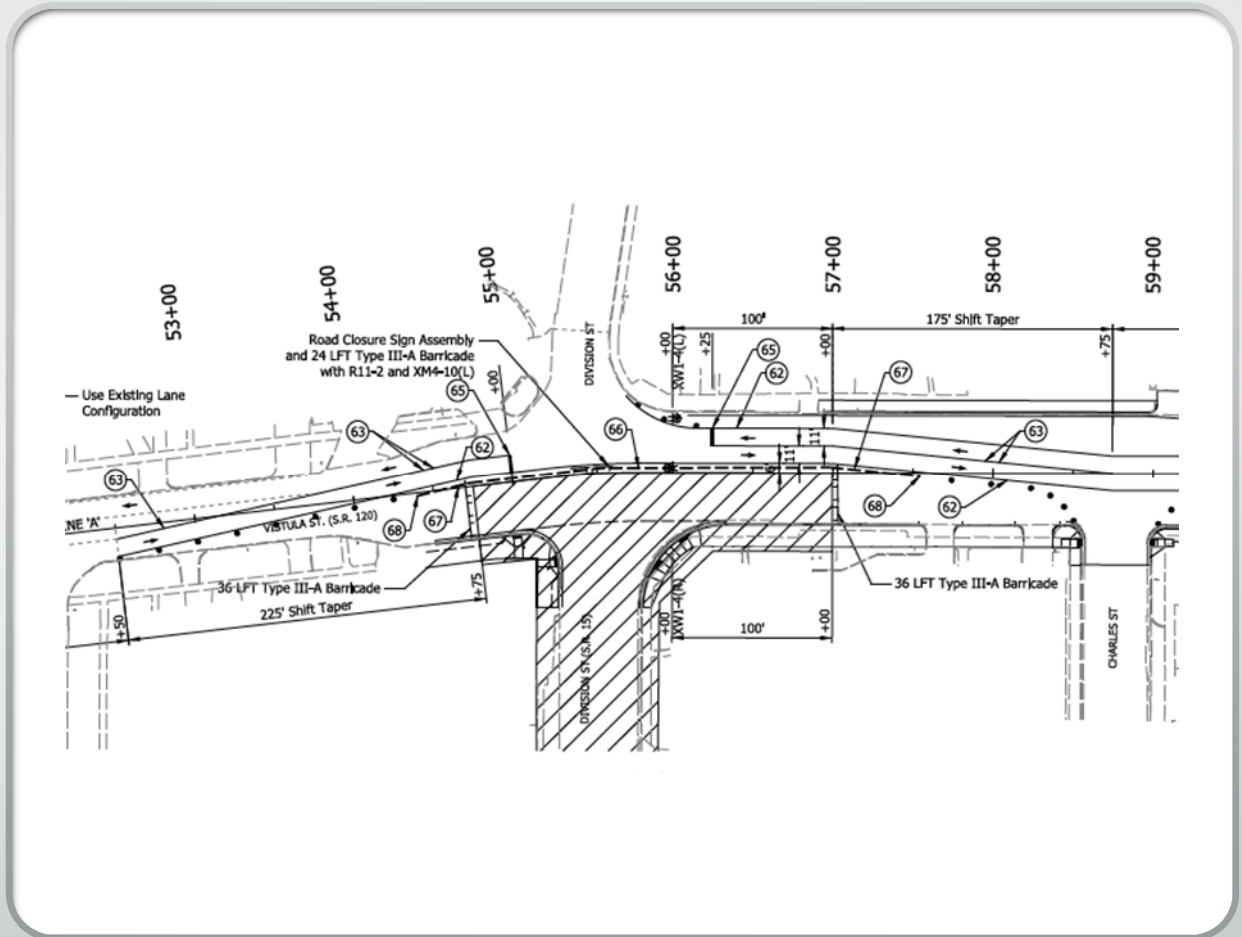 53+00
54+00
55+00
56+00
57+00
58+00
59+00
100'
175' Shift Taper
Road Closure Sign Assembly
and 24 LFT Type III-A Barricade
with R11-2 and XM4-10(L)
Use Existing Lane
Configuration
+00
DIVISION ST
+00
XW1-4(L)
+25
+00
+75
65
62
67
63
65
66
63
62
63
11'
11'
68
67
68
62
VISTULA ST. (S.R. 120)
NE 'A'
36 LFT Type III-A Barricade
225' Shift Taper
+50
+75
DIVISION ST (S.R. 15)
+00
XW1-4(R)
100'
+00
36 LFT Type III-A Barricade
CHARLES ST